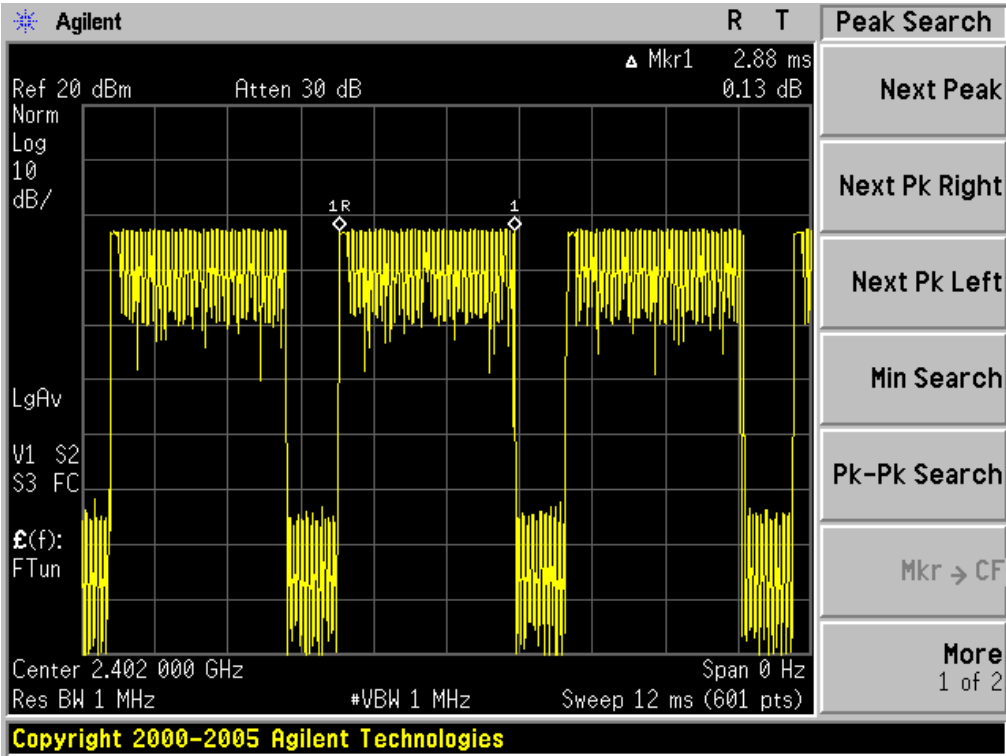 Agilent
R T
Peak Search
Δ Mkr1 2.88 ms
Ref 20 dBm Atten 30 dB 0.13 dB
Norm
Log
10
dB/
1R
1
LgAv
V1 S2
S3 FC
£(f):
FTun
Center 2.402 000 GHz Span 0 Hz
Res BW 1 MHz #VBW 1 MHz Sweep 12 ms (601 pts)
Copyright 2000-2005 Agilent Technologies
Next Peak
Next Pk Right
Next Pk Left
Min Search
Pk-Pk Search
Mkr → CF
More
1 of 2